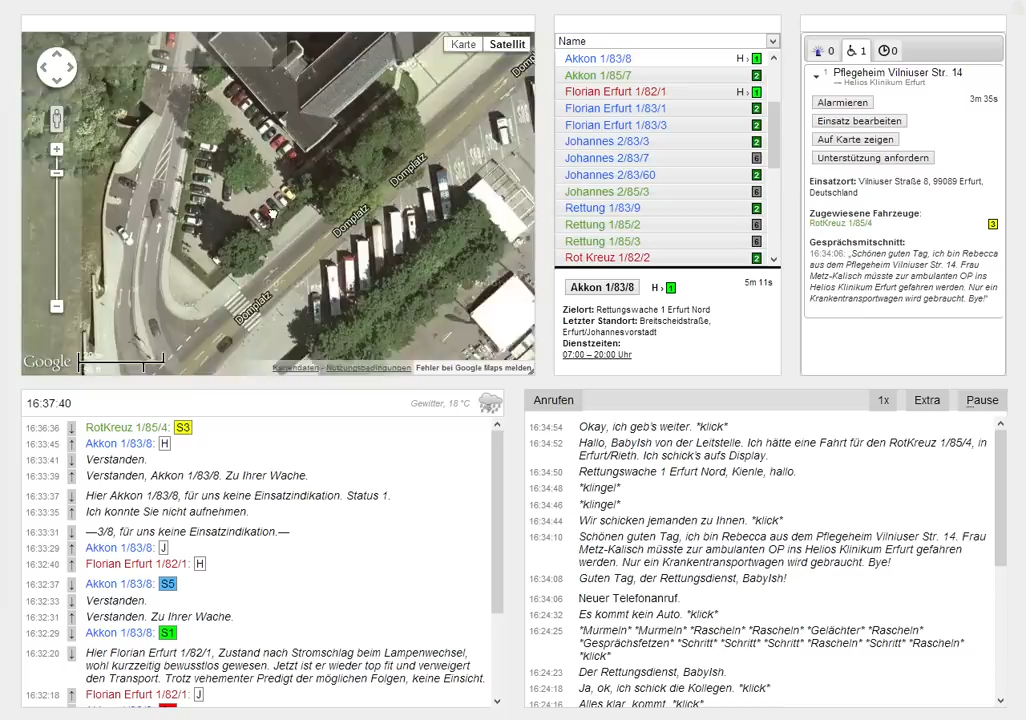 Karte Satellit
Domplatz
Domplatz
Domplatz
Google
Kartendaten - Nutzungsbedingungen Fehler bei Google Maps melden
Name
Akkon 1/83/8 H › 1
Akkon 1/85/7 2
Florian Erfurt 1/82/1 H › 1
Florian Erfurt 1/83/1 2
Florian Erfurt 1/83/3 2
Johannes 2/83/3 2
Johannes 2/83/7 6
Johannes 2/83/60 2
Johannes 2/85/3 6
Rettung 1/83/9 2
Rettung 1/85/2 6
Rettung 1/85/3 6
Rot Kreuz 1/82/2 2
Akkon 1/83/8 H › 1 5m 11s
Zielort: Rettungswache 1 Erfurt Nord
Letzter Standort: Breitscheidstraße,
Erfurt/Johannesvorstadt
Dienstzeiten:
07:00 – 20:00 Uhr
0 1 0
1 Pflegeheim Vilniuser Str. 14
— Helios Klinikum Erfurt
3m 35s
Alarmieren
Einsatz bearbeiten
Auf Karte zeigen
Unterstützung anfordern
Einsatzort: Vilniuser Straße 8, 99089 Erfurt,
Deutschland
Zugewiesene Fahrzeuge:
RotKreuz 1/85/4 3
Gesprächsmitschnitt:
16:34:06: „Schönen guten Tag, ich bin Rebecca
aus dem Pflegeheim Vilniuser Str. 14. Frau
Metz-Kalisch müsste zur ambulanten OP ins
Helios Klinikum Erfurt gefahren werden. Nur ein
Krankentransportwagen wird gebraucht. Bye!“
16:37:40 Gewitter, 18 °C
16:36:36 ↓ RotKreuz 1/85/4: S3
16:33:45 ↑ Akkon 1/83/8: H
16:33:41 ↓ Verstanden.
16:33:39 ↑ Verstanden, Akkon 1/83/8. Zu Ihrer Wache.
16:33:37 ↓ Hier Akkon 1/83/8, für uns keine Einsatzindikation. Status 1.
16:33:35 ↑ Ich konnte Sie nicht aufnehmen.
16:33:31 ↓ —3/8, für uns keine Einsatzindikation.—
16:33:29 ↑ Akkon 1/83/8: J
16:32:40 ↑ Florian Erfurt 1/82/1: H
16:32:37 ↓ Akkon 1/83/8: S5
16:32:33 ↓ Verstanden.
16:32:31 ↑ Verstanden. Zu Ihrer Wache.
16:32:29 ↓ Akkon 1/83/8: S1
16:32:20 ↓ Hier Florian Erfurt 1/82/1, Zustand nach Stromschlag beim Lampenwechsel,
wohl kurzzeitig bewusstlos gewesen. Jetzt ist er wieder top fit und verweigert
den Transport. Trotz vehementer Predigt der möglichen Folgen, keine Einsicht.
16:32:18 ↑ Florian Erfurt 1/82/1: J
Anrufen 1x Extra Pause
16:34:54 Okay, ich geb's weiter. *klick*
16:34:52 Hallo, BabyIsh von der Leitstelle. Ich hätte eine Fahrt für den RotKreuz 1/85/4, in
Erfurt/Rieth. Ich schick's aufs Display.
16:34:50 Rettungswache 1 Erfurt Nord, Kienle, hallo.
16:34:48 *klingel*
16:34:46 *klingel*
16:34:44 Wir schicken jemanden zu Ihnen. *klick*
16:34:10 Schönen guten Tag, ich bin Rebecca aus dem Pflegeheim Vilniuser Str. 14. Frau
Metz-Kalisch müsste zur ambulanten OP ins Helios Klinikum Erfurt gefahren
werden. Nur ein Krankentransportwagen wird gebraucht. Bye!
16:34:08 Guten Tag, der Rettungsdienst, BabyIsh!
16:34:06 Neuer Telefonanruf.
16:24:32 Es kommt kein Auto. *klick*
16:24:25 *Murmeln* *Murmeln* *Rascheln* *Rascheln* *Gelächter* *Rascheln*
*Gesprächsfetzen* *Schritt* *Schritt* *Schritt* *Rascheln* *Schritt* *Rascheln*
*klick*
16:24:23 Der Rettungsdienst, BabyIsh.
16:24:18 Ja, ok, ich schick die Kollegen. *klick*
16:24:16 Alles klar, kommt. *klick*